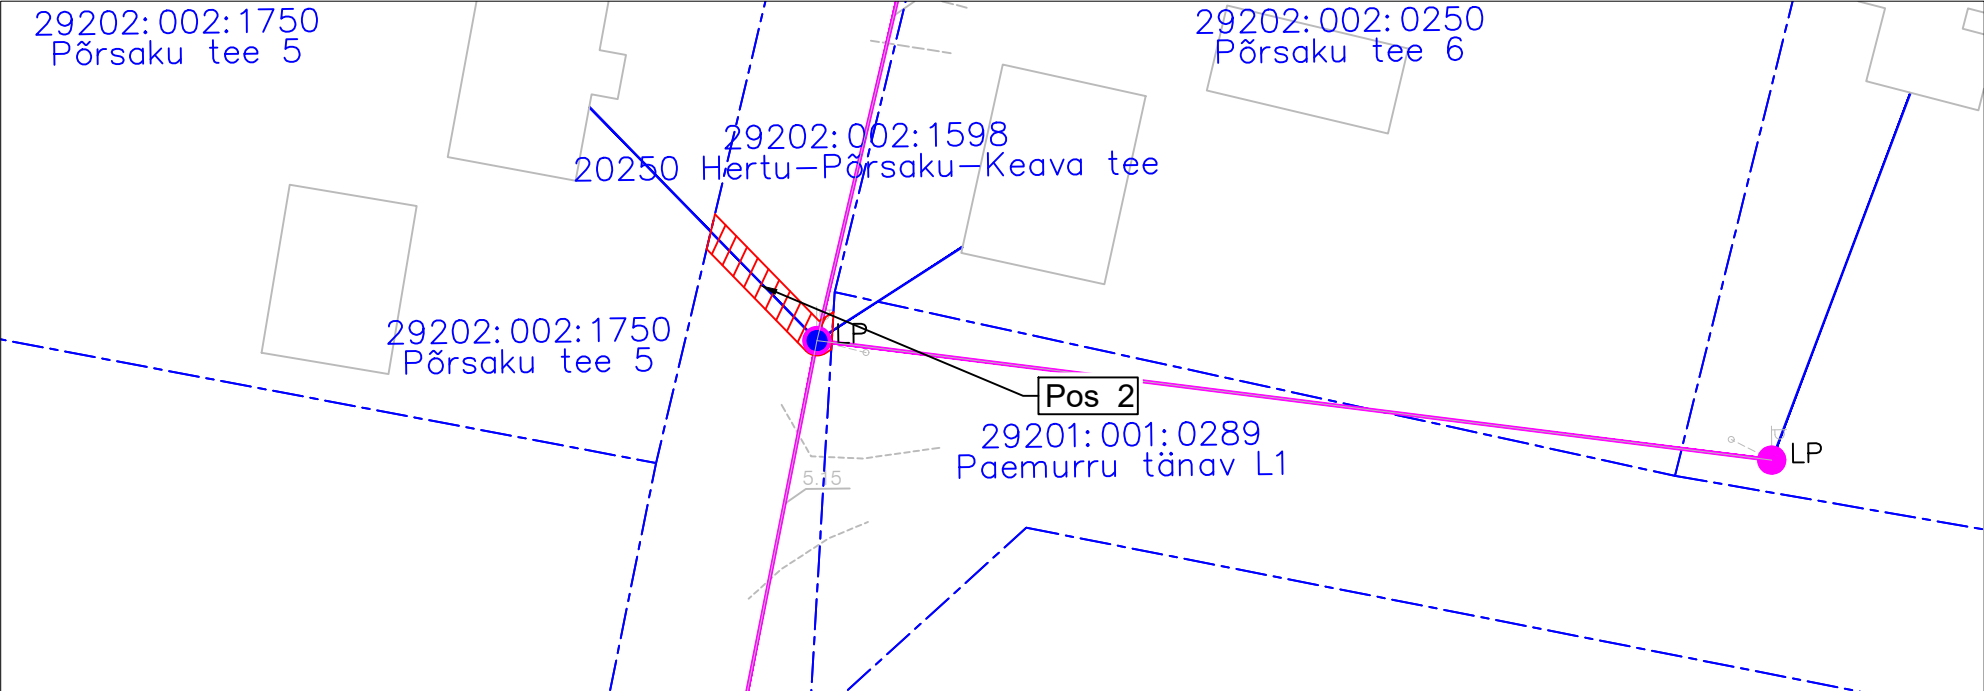 29202:002:1750
Põrsaku tee 5
29202:002:0250
Põrsaku tee 6
29202:002:1598
20250 Hertu-Põrsaku-Keava tee
29202:002:1750
Põrsaku tee 5
LP
Pos 2
29201:001:0289
Paemurru tänav L1
LP
5.15